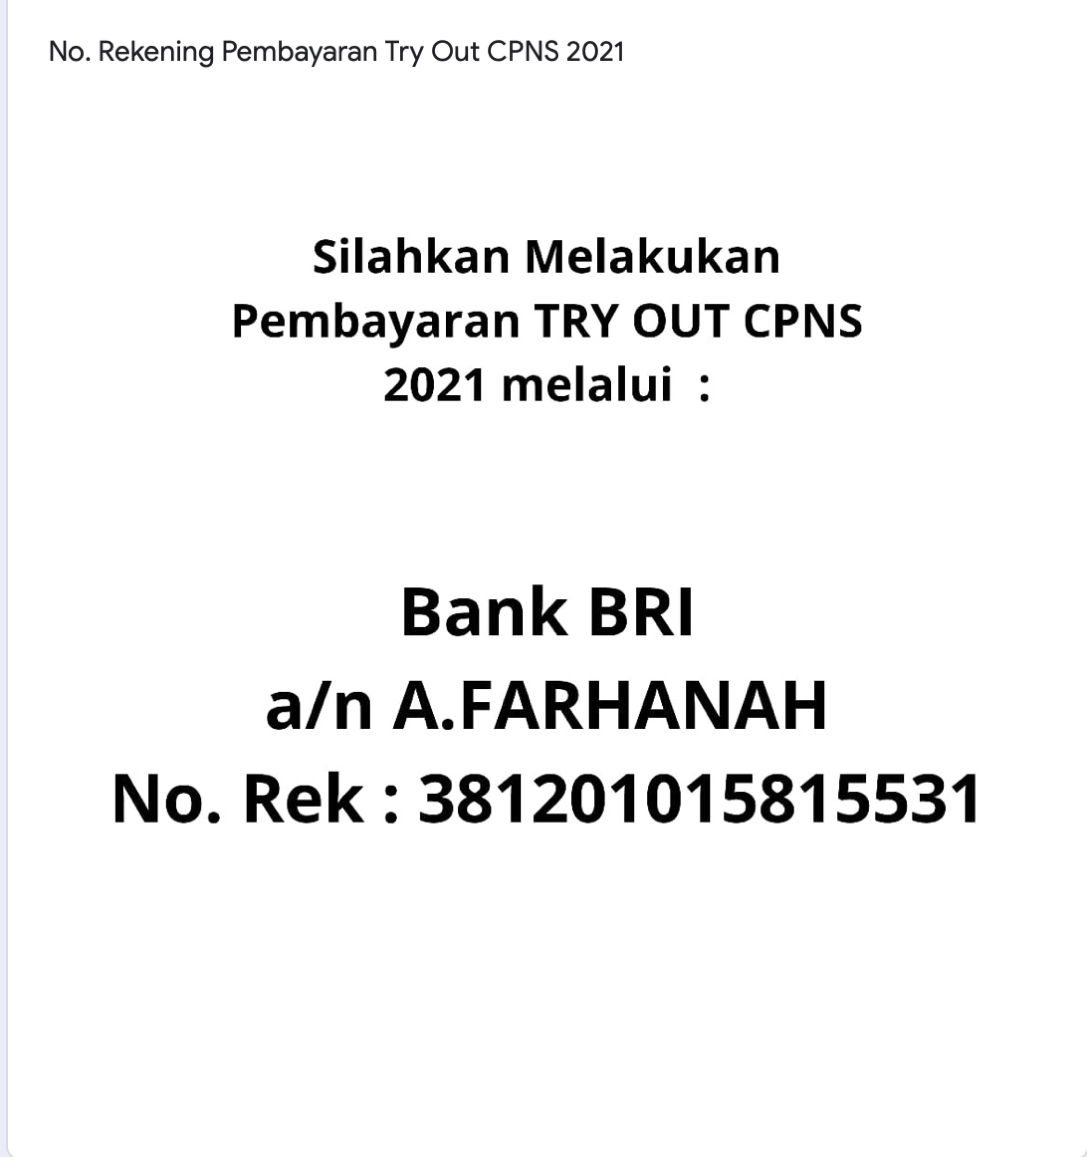 No. Rekening Pembayaran Try Out CPNS 2021
Silahkan Melakukan
Pembayaran TRY OUT CPNS
2021 melalui :
Bank BRI
a/n A.FARHANAH
No. Rek : 381201015815531